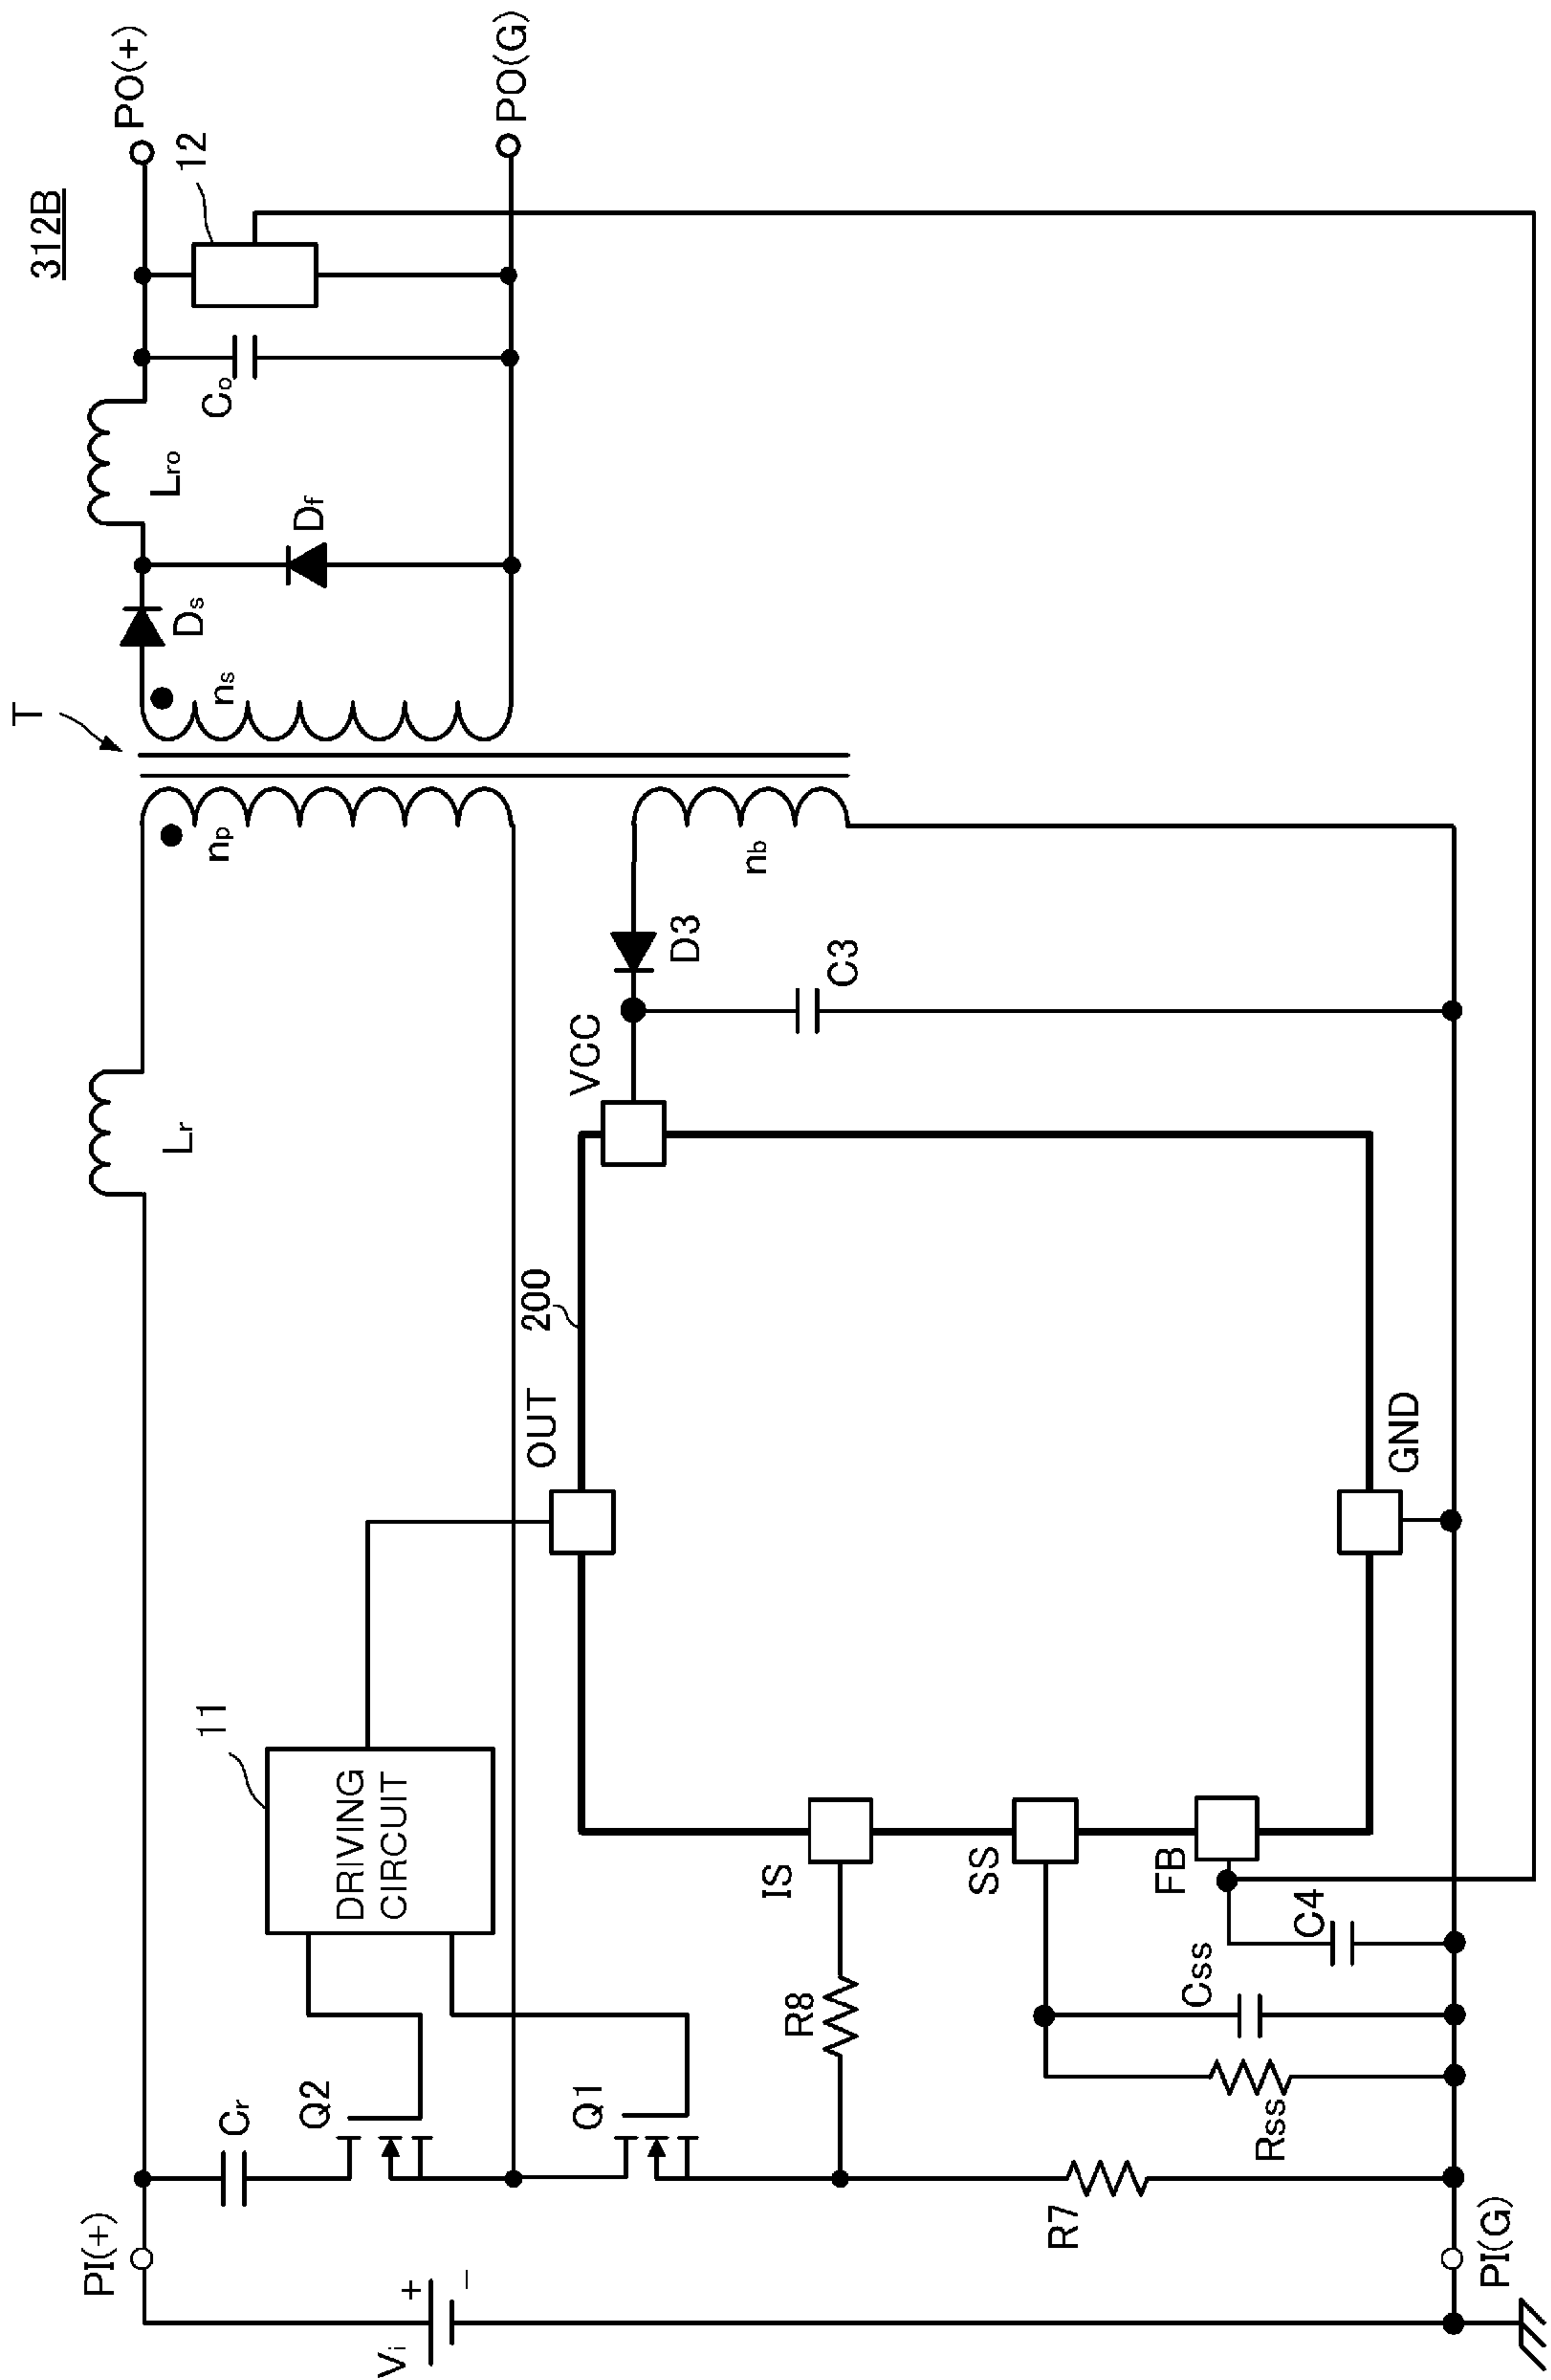 312B
T
PI(+)
Vi
+
−
Cr
Q2
Q1
11
DRIVING
CIRCUIT
Lr
np
ns
Ds
Df
Lro
Co
12
PO(+)
PO(G)
OUT
200
VCC
D3
nb
C3
IS
R8
SS
FB
C4
Css
Rss
R7
GND
PI(G)